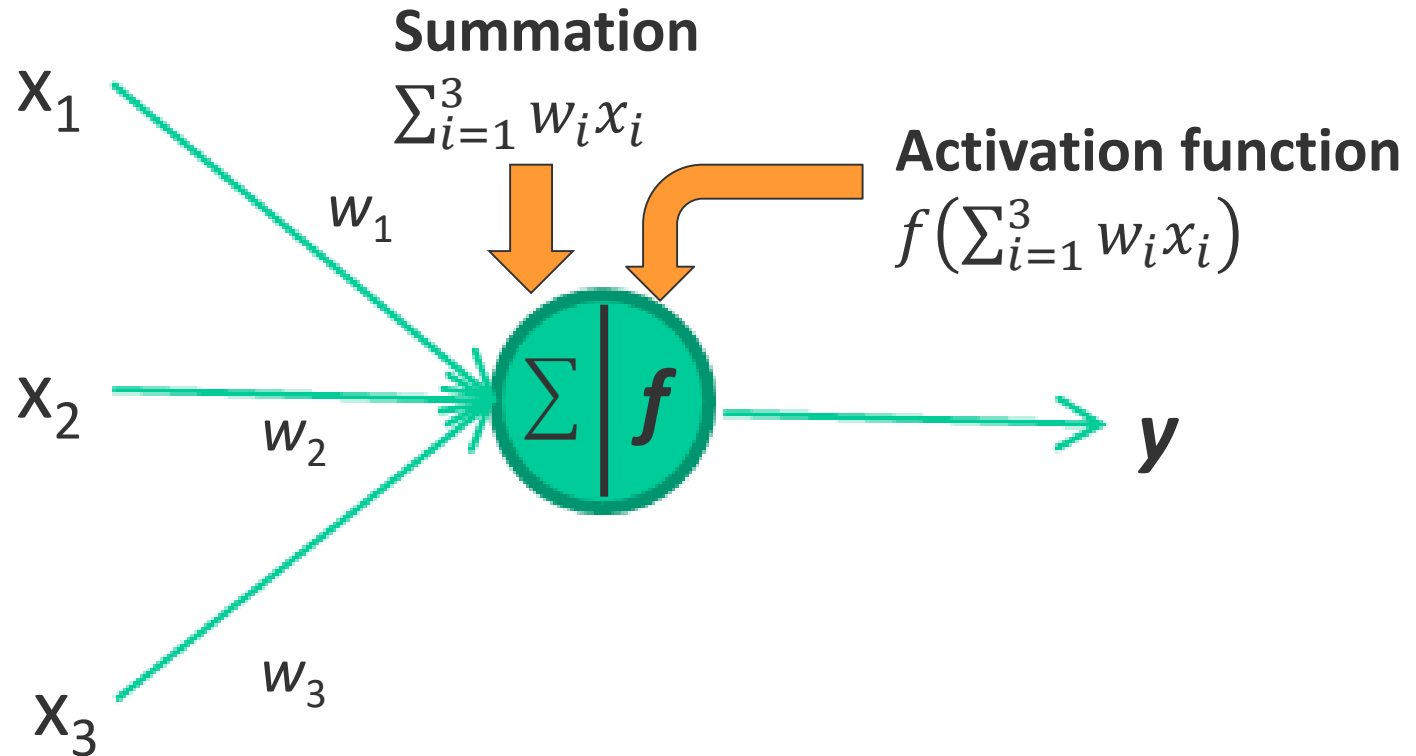 Summation
∑³ᵢ₌₁ wᵢxᵢ
x₁
Activation function
f(∑³ᵢ₌₁ wᵢxᵢ)
w₁
∑ f
x₂
w₂
y
w₃
x₃